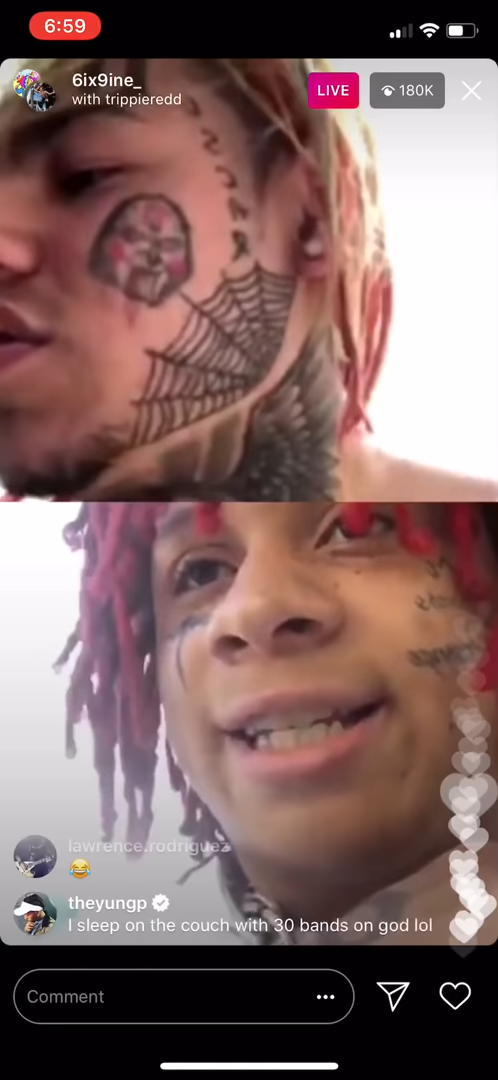 6:59
6ix9ine_
with trippieredd
LIVE
180K
lawrence.rodriguez
😂
theyungp
I sleep on the couch with 30 bands on god lol
Comment